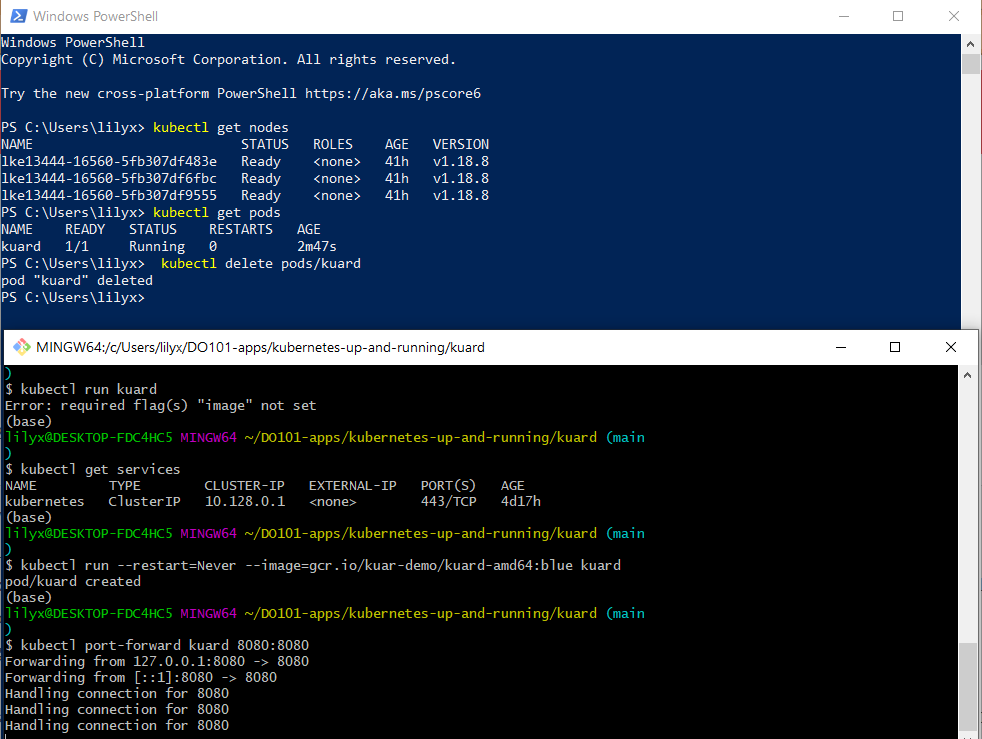 Windows PowerShell
Windows PowerShell
Copyright (C) Microsoft Corporation. All rights reserved.
Try the new cross-platform PowerShell https://aka.ms/pscore6
PS C:\Users\lilyx> kubectl get nodes
NAME                          STATUS   ROLES    AGE   VERSION
lke13444-16560-5fb307df483e   Ready    <none>   41h   v1.18.8
lke13444-16560-5fb307df6fbc   Ready    <none>   41h   v1.18.8
lke13444-16560-5fb307df9555   Ready    <none>   41h   v1.18.8
PS C:\Users\lilyx> kubectl get pods
NAME    READY   STATUS    RESTARTS   AGE
kuard   1/1     Running   0          2m47s
PS C:\Users\lilyx>  kubectl delete pods/kuard
pod "kuard" deleted
PS C:\Users\lilyx>
MINGW64:/c/Users/lilyx/DO101-apps/kubernetes-up-and-running/kuard
)
$ kubectl run kuard
Error: required flag(s) "image" not set
(base)
lilyx@DESKTOP-FDC4HC5 MINGW64 ~/DO101-apps/kubernetes-up-and-running/kuard (main
)
$ kubectl get services
NAME         TYPE        CLUSTER-IP   EXTERNAL-IP   PORT(S)   AGE
kubernetes   ClusterIP   10.128.0.1   <none>        443/TCP   4d17h
(base)
lilyx@DESKTOP-FDC4HC5 MINGW64 ~/DO101-apps/kubernetes-up-and-running/kuard (main
)
$ kubectl run --restart=Never --image=gcr.io/kuar-demo/kuard-amd64:blue kuard
pod/kuard created
(base)
lilyx@DESKTOP-FDC4HC5 MINGW64 ~/DO101-apps/kubernetes-up-and-running/kuard (main
)
$ kubectl port-forward kuard 8080:8080
Forwarding from 127.0.0.1:8080 -> 8080
Forwarding from [::1]:8080 -> 8080
Handling connection for 8080
Handling connection for 8080
Handling connection for 8080